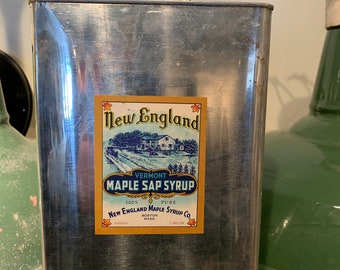 New England
VERMONT
MAPLE SAP SYRUP
100% PURE
NEW ENGLAND MAPLE SYRUP CO.
BOSTON
MASS.